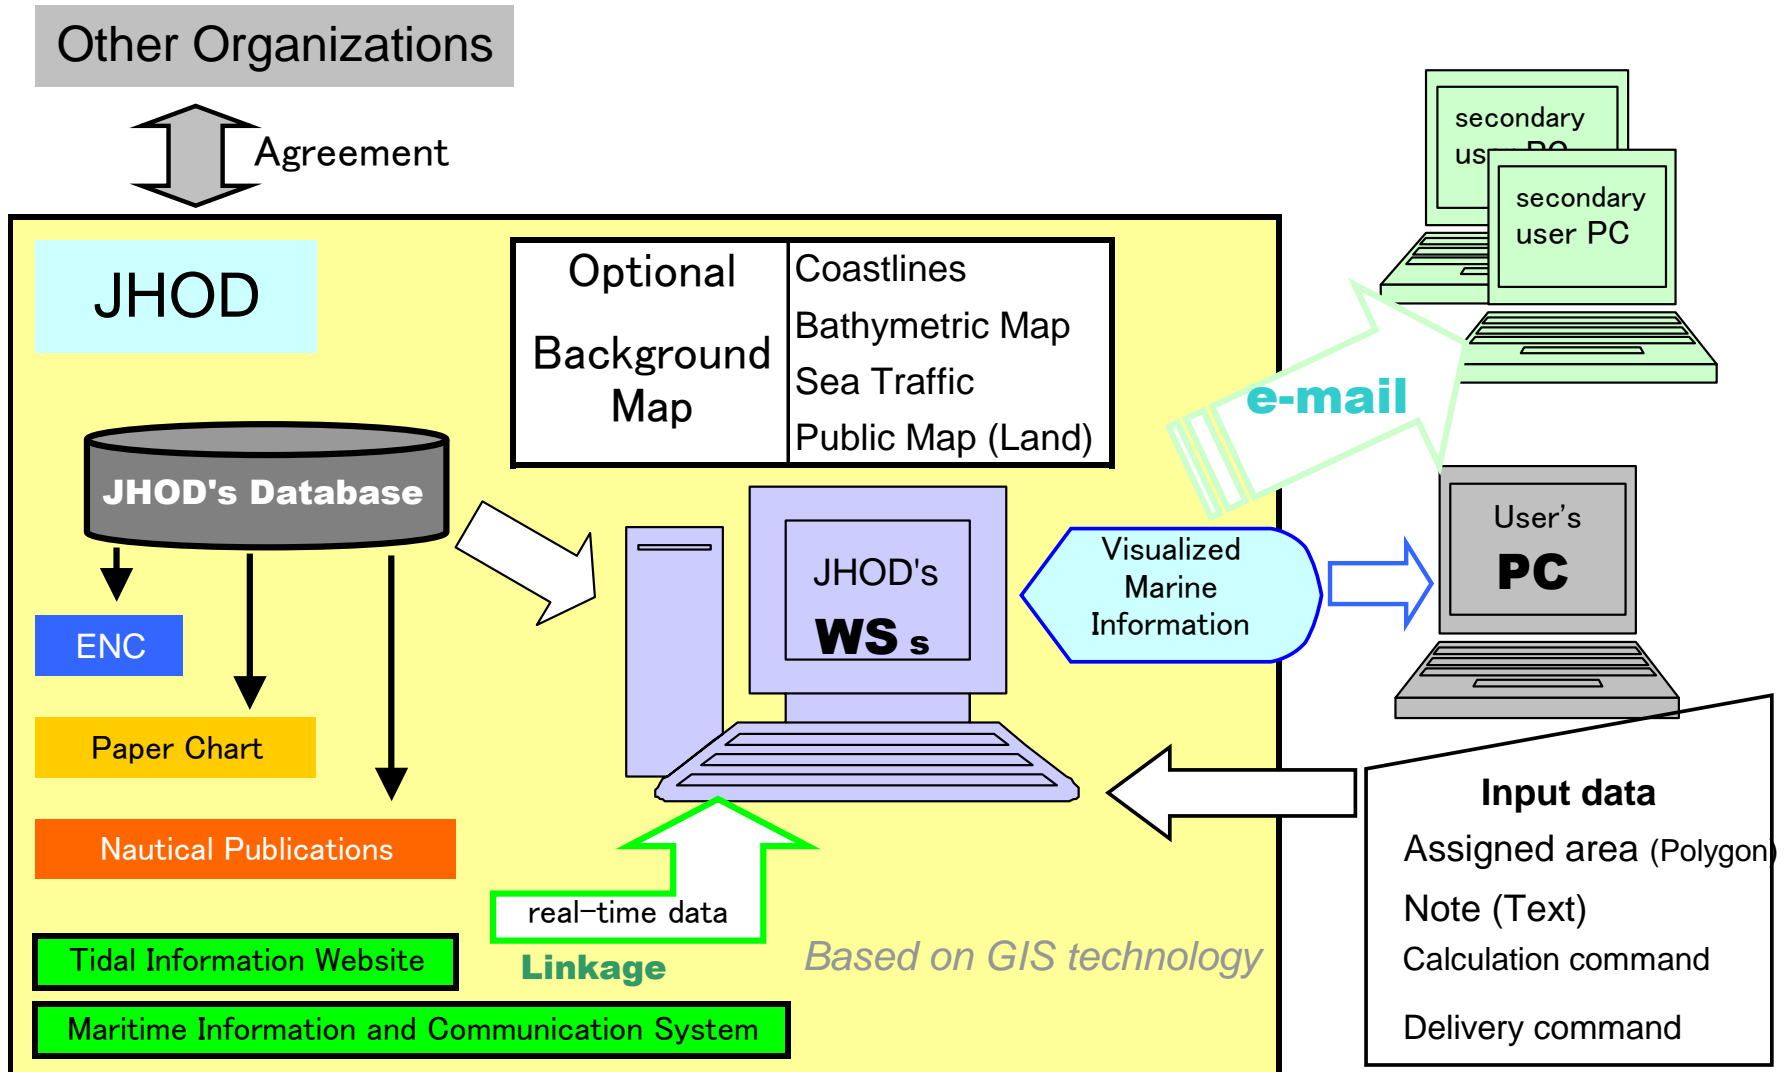 Other Organizations
Agreement
JHOD
Optional
Background
Map
Coastlines
Bathymetric Map
Sea Traffic
Public Map (Land)
secondary
user PC
secondary
user PC
e-mail
JHOD's Database
ENC
Paper Chart
Nautical Publications
JHOD's
WS s
Visualized
Marine
Information
User's
PC
Input data
Assigned area (Polygon)
Note (Text)
Calculation command
Delivery command
real-time data
Linkage
Based on GIS technology
Tidal Information Website
Maritime Information and Communication System